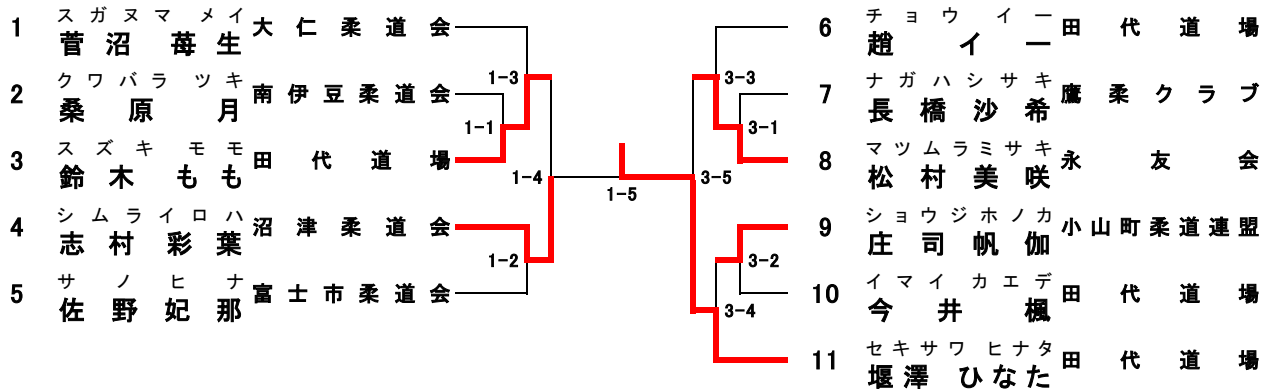 スガヌマ メイ
1 菅沼 苺生 大仁柔道会
クワバラ ツキ
2 桑原 月 南伊豆柔道会
スズキ モモ
3 鈴木 もも 田代道場
シムライロハ
4 志村彩葉 沼津柔道会
サノヒナ
5 佐野妃那 富士市柔道会
1-3
1-1
1-4
1-2
1-5
3-3
3-1
3-5
3-2
3-4
チョウ イー
6 趙 イー 田代道場
ナガハシサキ
7 長橋沙希 鷹柔クラブ
マツムラミサキ
8 松村美咲 永友会
ショウジホノカ
9 庄司帆伽 小山町柔道連盟
イマイ カエデ
10 今井 楓 田代道場
セキサワ ヒナタ
11 堰澤 ひなた 田代道場